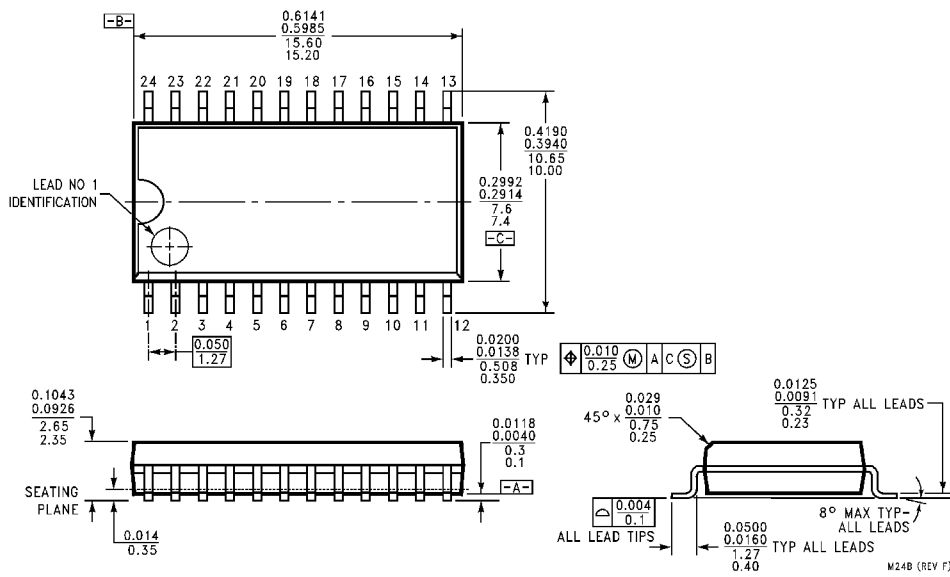 -B-
0.6141
0.5985
15.60
15.20
24 23 22 21 20 19 18 17 16 15 14 13
LEAD NO 1
IDENTIFICATION
0.2992
0.2914
7.6
7.4
-C-
0.4190
0.3940
10.65
10.00
1 2 3 4 5 6 7 8 9 10 11 12
0.050
1.27
0.0200
0.0138
0.508
0.350
TYP
0.010
0.25
M A C S B
0.1043
0.0926
2.65
2.35
0.0118
0.0040
0.3
0.1
-A-
SEATING
PLANE
0.014
0.35
45° x
0.029
0.010
0.75
0.25
0.0125
0.0091
0.32
0.23
TYP ALL LEADS
0.004
0.1
ALL LEAD TIPS
0.0500
0.0160
1.27
0.40
TYP ALL LEADS
8° MAX TYP-
ALL LEADS
M24B (REV F)